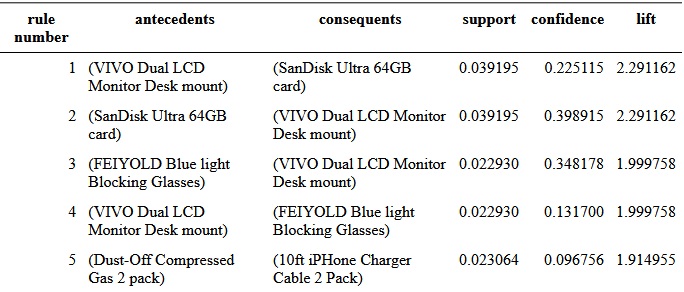 rule number antecedents consequents support confidence lift
1 (VIVO Dual LCD Monitor Desk mount) (SanDisk Ultra 64GB card) 0.039195 0.225115 2.291162
2 (SanDisk Ultra 64GB card) (VIVO Dual LCD Monitor Desk mount) 0.039195 0.398915 2.291162
3 (FEIYOLD Blue light Blocking Glasses) (VIVO Dual LCD Monitor Desk mount) 0.022930 0.348178 1.999758
4 (VIVO Dual LCD Monitor Desk mount) (FEIYOLD Blue light Blocking Glasses) 0.022930 0.131700 1.999758
5 (Dust-Off Compressed Gas 2 pack) (10ft iPHone Charger Cable 2 Pack) 0.023064 0.096756 1.914955